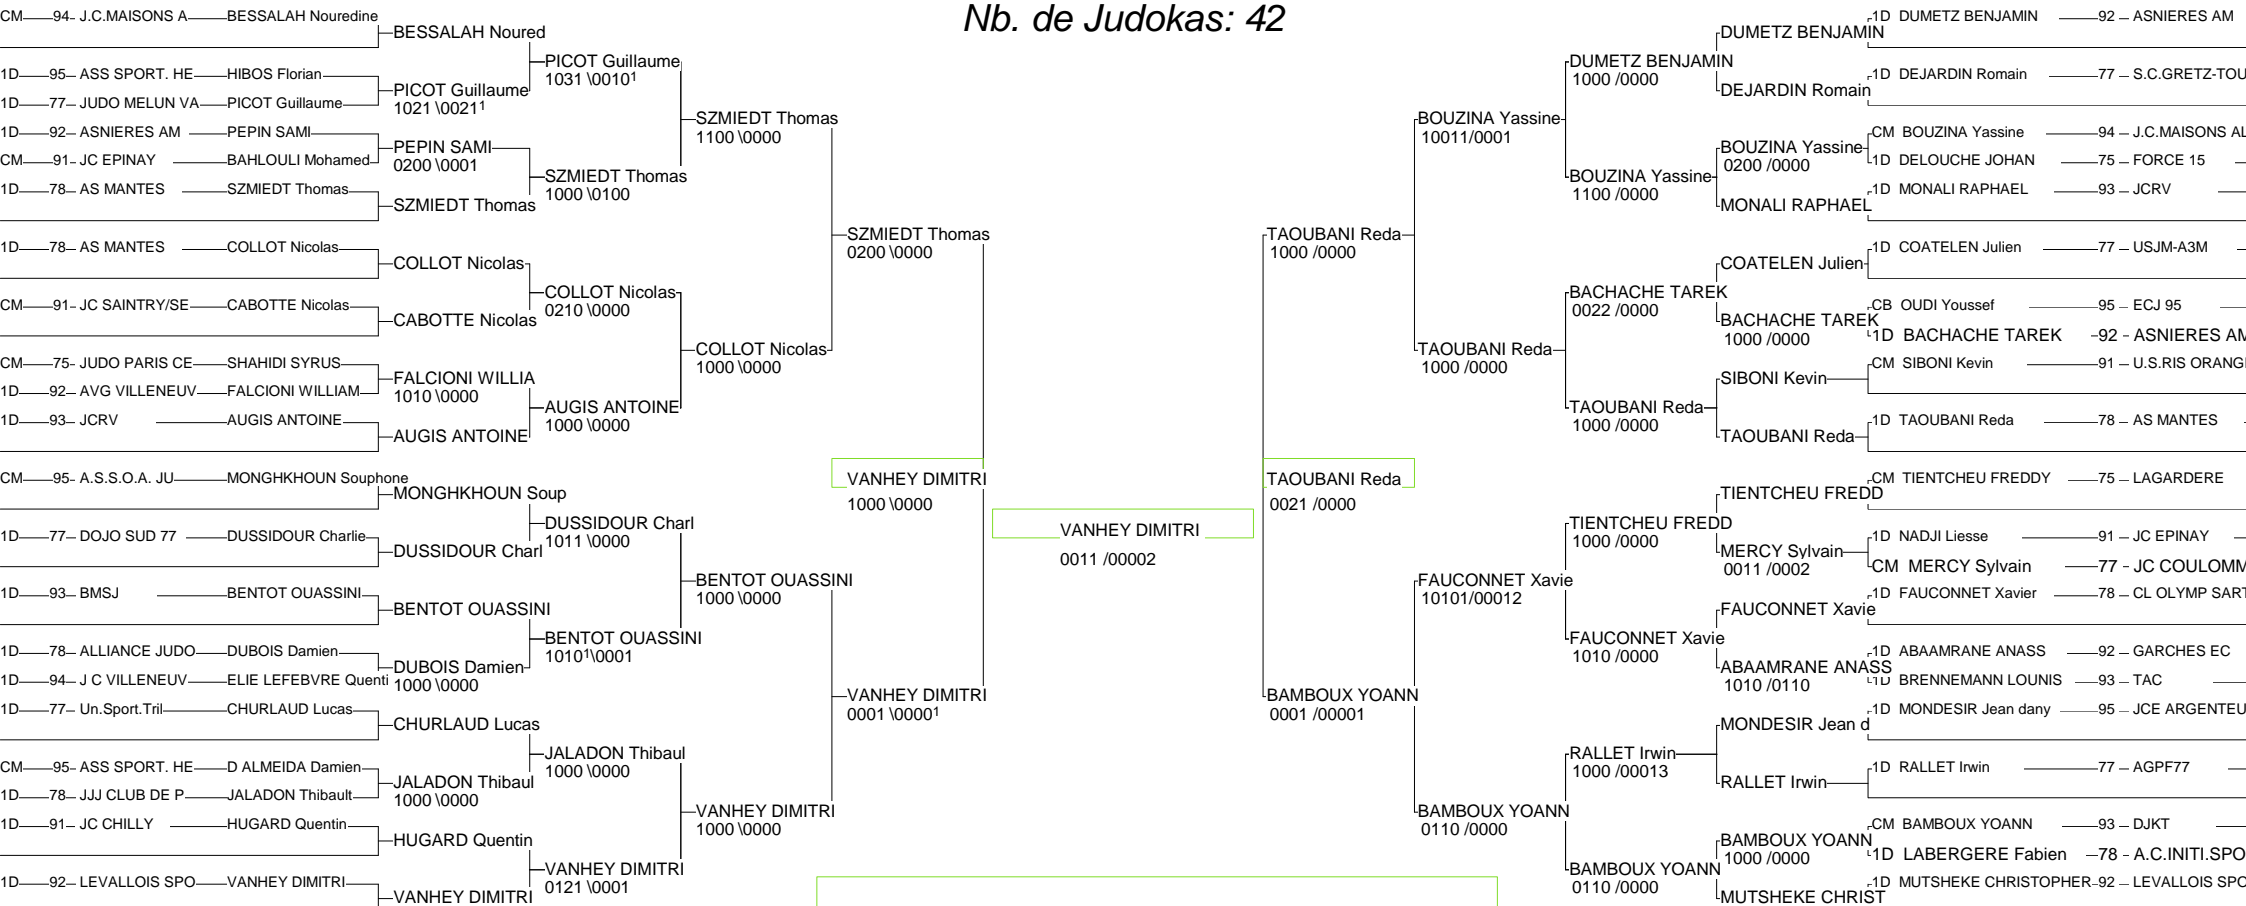 Nb. de Judokas: 42
CM 94 J.C.MAISONS A BESSALAH Nouredine
1D 95 ASS SPORT. HE HIBOS Florian
1D 77 JUDO MELUN VA PICOT Guillaume
1D 92 ASNIERES AM PEPIN SAMI
CM 91 JC EPINAY BAHLOULI Mohamed
1D 78 AS MANTES SZMIEDT Thomas
1D 78 AS MANTES COLLOT Nicolas
CM 91 JC SAINTRY/SE CABOTTE Nicolas
CM 75 JUDO PARIS CE SHAHIDI SYRUS
1D 92 AVG VILLENEUV FALCIONI WILLIAM
1D 93 JCRV AUGIS ANTOINE
CM 95 A.S.S.O.A. JU MONGHKHOUN Souphone
1D 77 DOJO SUD 77 DUSSIDOUR Charlie
1D 93 BMSJ BENTOT OUASSINI
1D 78 ALLIANCE JUDO DUBOIS Damien
1D 94 J C VILLENEUV ELIE LEFEBVRE Quenti
1D 77 Un.Sport.Tril CHURLAUD Lucas
CM 95 ASS SPORT. HE D ALMEIDA Damien
1D 78 JJJ CLUB DE P JALADON Thibault
1D 91 JC CHILLY HUGARD Quentin
1D 92 LEVALLOIS SPO VANHEY DIMITRI
BESSALAH Noured
PICOT Guillaume
1021 \0021¹
PEPIN SAMI
0200 \0001
SZMIEDT Thomas
COLLOT Nicolas
CABOTTE Nicolas
FALCIONI WILLIA
1010 \0000
AUGIS ANTOINE
MONGHKHOUN Soup
DUSSIDOUR Charl
BENTOT OUASSINI
DUBOIS Damien
1000 \0000
CHURLAUD Lucas
JALADON Thibaul
1000 \0000
HUGARD Quentin
VANHEY DIMITRI
PICOT Guillaume
1031 \0010¹
SZMIEDT Thomas
1000 \0100
COLLOT Nicolas
0210 \0000
AUGIS ANTOINE
1000 \0000
DUSSIDOUR Charl
1011 \0000
BENTOT OUASSINI
1010¹\0001
JALADON Thibaul
1000 \0000
VANHEY DIMITRI
0121 \0001
SZMIEDT Thomas
1100 \0000
COLLOT Nicolas
1000 \0000
BENTOT OUASSINI
1000 \0000
VANHEY DIMITRI
1000 \0000
SZMIEDT Thomas
0200 \0000
VANHEY DIMITRI
0001 \0000¹
VANHEY DIMITRI
1000 \0000
VANHEY DIMITRI
0011 /00002
TAOUBANI Reda
0021 /0000
TAOUBANI Reda
1000 /0000
BAMBOUX YOANN
0001 /00001
BOUZINA Yassine
10011/0001
TAOUBANI Reda
1000 /0000
FAUCONNET Xavie
10101/00012
BAMBOUX YOANN
0110 /0000
DUMETZ BENJAMIN
1000 /0000
BOUZINA Yassine
1100 /0000
BACHACHE TAREK
0022 /0000
TAOUBANI Reda
1000 /0000
TIENTCHEU FREDD
1000 /0000
FAUCONNET Xavie
1010 /0000
RALLET Irwin
1000 /00013
BAMBOUX YOANN
0110 /0000
DUMETZ BENJAMIN
DEJARDIN Romain
BOUZINA Yassine
0200 /0000
MONALI RAPHAEL
COATELEN Julien
BACHACHE TAREK
1000 /0000
SIBONI Kevin
TAOUBANI Reda
TIENTCHEU FREDD
MERCY Sylvain
0011 /0002
FAUCONNET Xavie
ABAAMRANE ANASS
1010 /0110
MONDESIR Jean d
RALLET Irwin
BAMBOUX YOANN
1000 /0000
MUTSHEKE CHRIST
1D DUMETZ BENJAMIN 92 ASNIERES AM
1D DEJARDIN Romain 77 S.C.GRETZ-TOU
CM BOUZINA Yassine 94 J.C.MAISONS AL
1D DELOUCHE JOHAN 75 FORCE 15
1D MONALI RAPHAEL 93 JCRV
1D COATELEN Julien 77 USJM-A3M
CB OUDI Youssef 95 ECJ 95
1D BACHACHE TAREK 92 ASNIERES AM
CM SIBONI Kevin 91 U.S.RIS ORANGI
1D TAOUBANI Reda 78 AS MANTES
CM TIENTCHEU FREDDY 75 LAGARDERE
1D NADJI Liesse 91 JC EPINAY
CM MERCY Sylvain 77 JC COULOMM
1D FAUCONNET Xavier 78 CL OLYMP SART
1D ABAAMRANE ANASS 92 GARCHES EC
1D BRENNEMANN LOUNIS 93 TAC
1D MONDESIR Jean dany 95 JCE ARGENTEU
1D RALLET Irwin 77 AGPF77
CM BAMBOUX YOANN 93 DJKT
1D LABERGERE Fabien 78 A.C.INITI.SPO
1D MUTSHEKE CHRISTOPHER 92 LEVALLOIS SPO